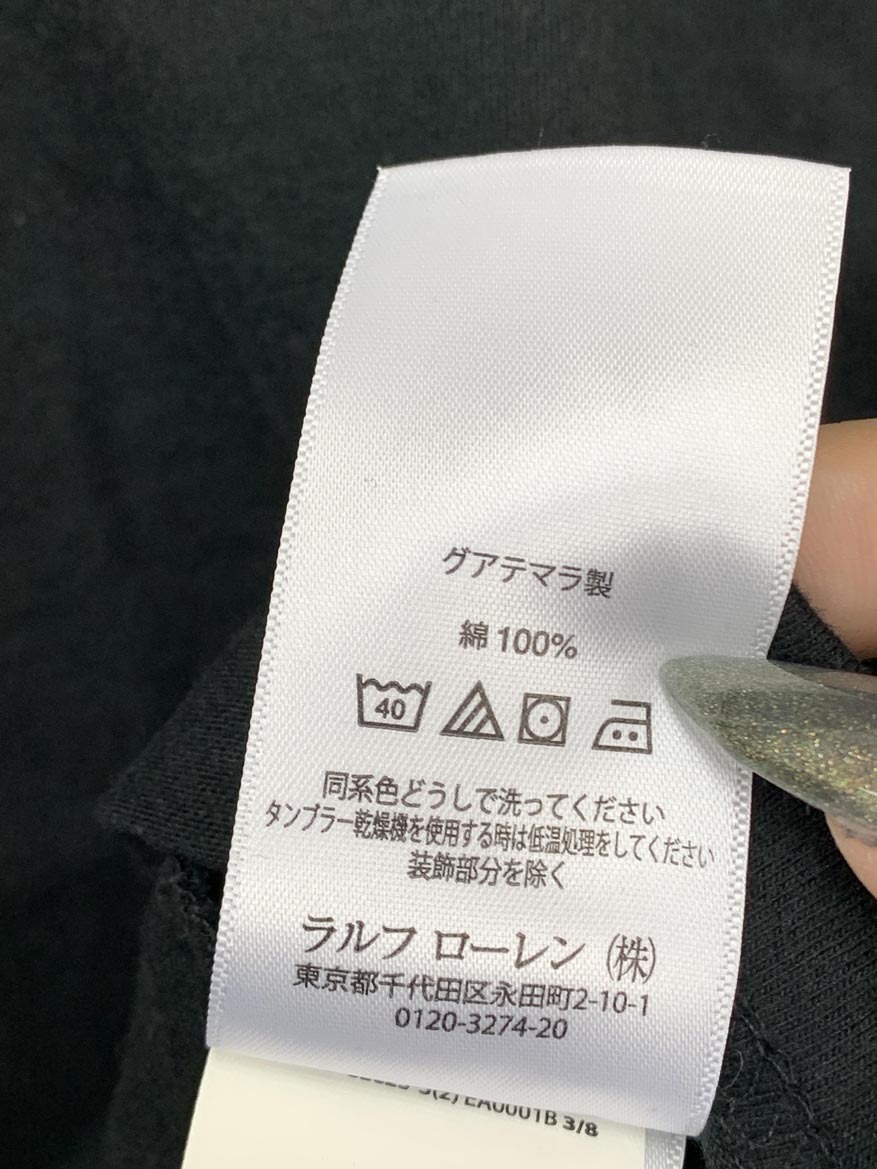 グアテマラ製
綿 100%
40
同系色どうしで洗ってください
タンブラー乾燥機を使用する時は低温処理をしてください
装飾部分を除く
ラルフ ローレン (株)
東京都千代田区永田町2-10-1
0120-3274-20
EA0001B 3/8